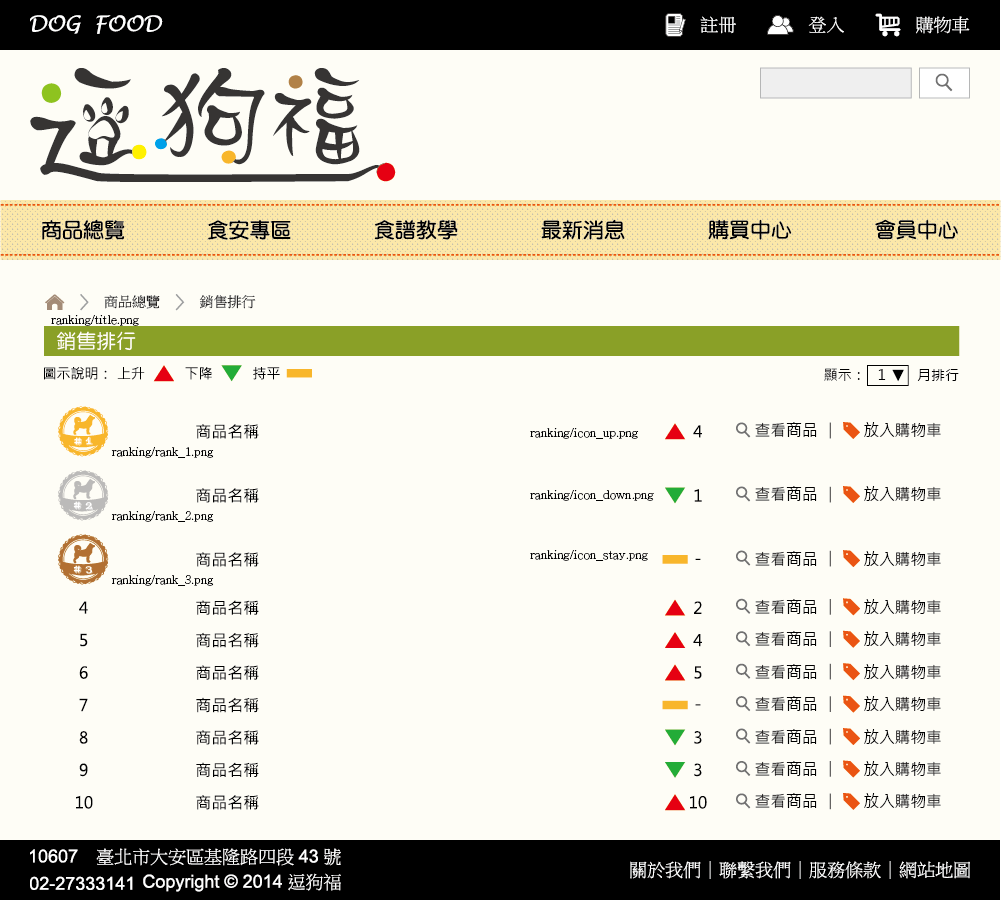 DOG FOOD 註冊 登入 購物車
逗狗福
商品總覽 食安專區 食譜教學 最新消息 購買中心 會員中心
商品總覽 銷售排行
ranking/title.png
銷售排行
圖示說明： 上升 ▲ 下降 ▼ 持平 顯示： 1 ▼ 月排行
#1 商品名稱 ranking/icon_up.png ▲ 4 查看商品 | 放入購物車
ranking/rank_1.png
#2 商品名稱 ranking/icon_down.png ▼ 1 查看商品 | 放入購物車
ranking/rank_2.png
#3 商品名稱 ranking/icon_stay.png - 查看商品 | 放入購物車
ranking/rank_3.png
4 商品名稱 ▲ 2 查看商品 | 放入購物車
5 商品名稱 ▲ 4 查看商品 | 放入購物車
6 商品名稱 ▲ 5 查看商品 | 放入購物車
7 商品名稱 - 查看商品 | 放入購物車
8 商品名稱 ▼ 3 查看商品 | 放入購物車
9 商品名稱 ▼ 3 查看商品 | 放入購物車
10 商品名稱 ▲ 10 查看商品 | 放入購物車
10607 臺北市大安區基隆路四段 43 號
02-27333141 Copyright © 2014 逗狗福
關於我們｜聯繫我們｜服務條款｜網站地圖